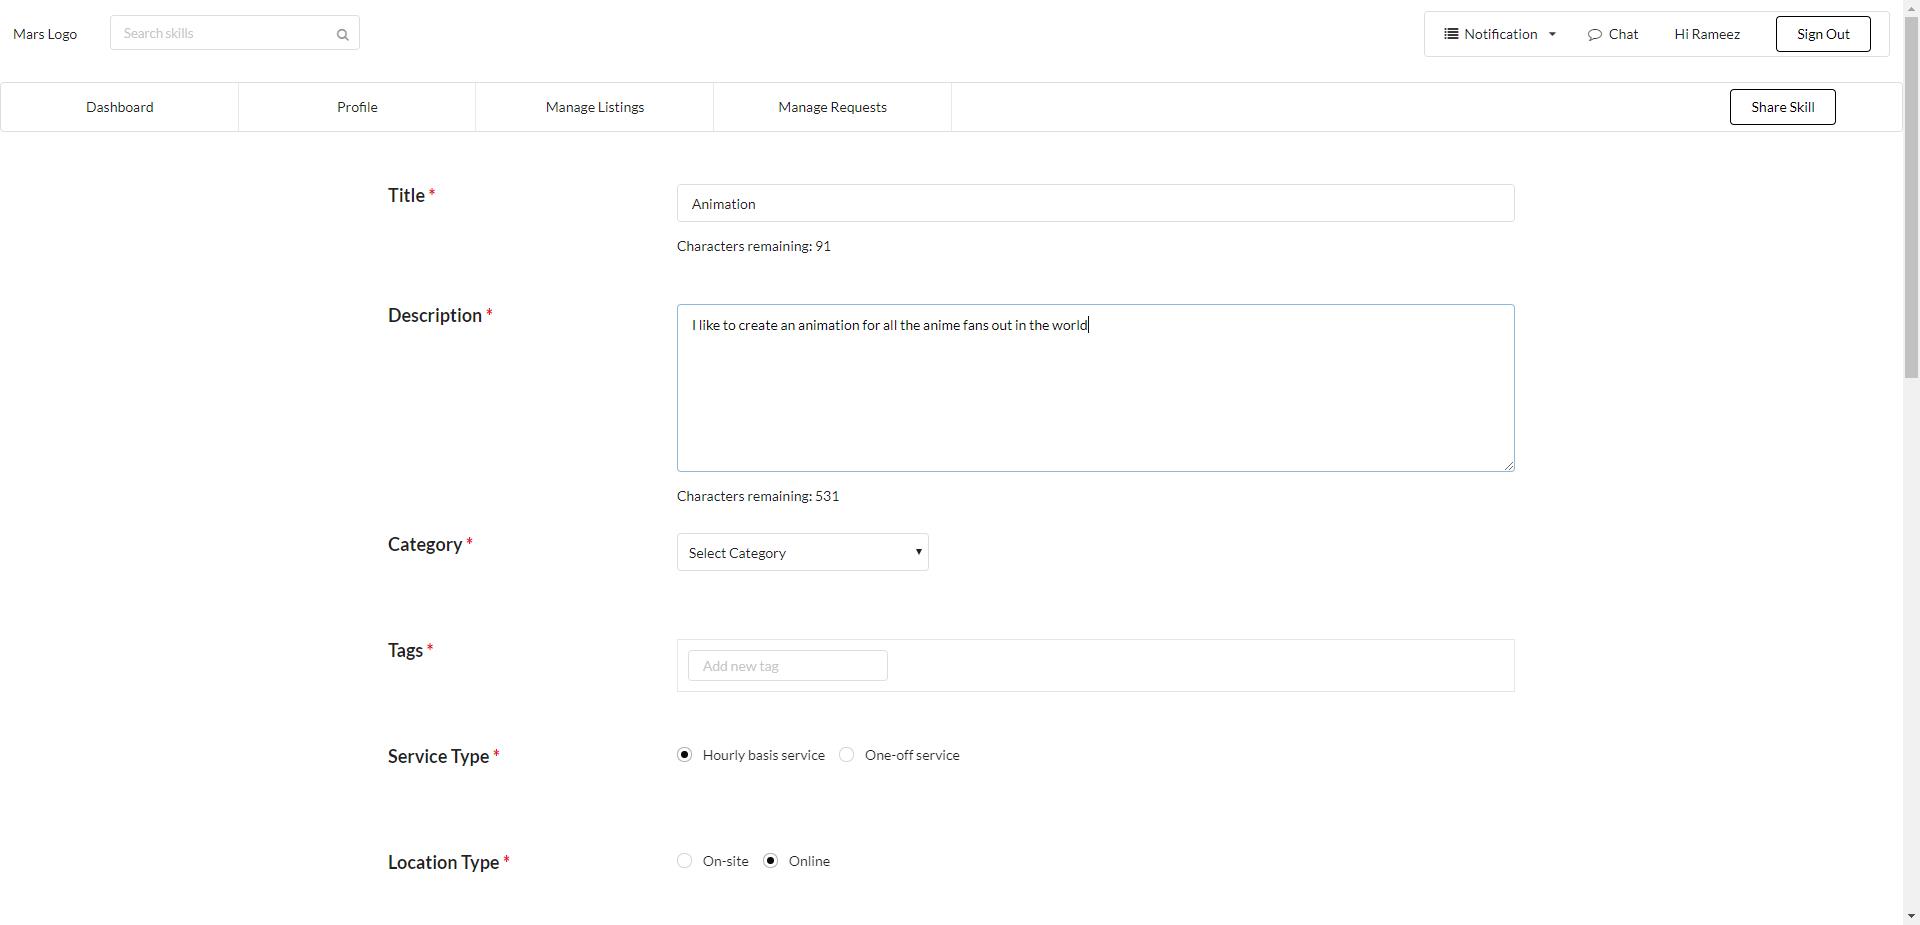 Mars Logo
Search skills
Notification
Chat
Hi Rameez
Sign Out
Dashboard
Profile
Manage Listings
Manage Requests
Share Skill
Title *
Animation
Characters remaining: 91
Description *
I like to create an animation for all the anime fans out in the world
Characters remaining: 531
Category *
Select Category
Tags *
Add new tag
Service Type *
Hourly basis service
One-off service
Location Type *
On-site
Online